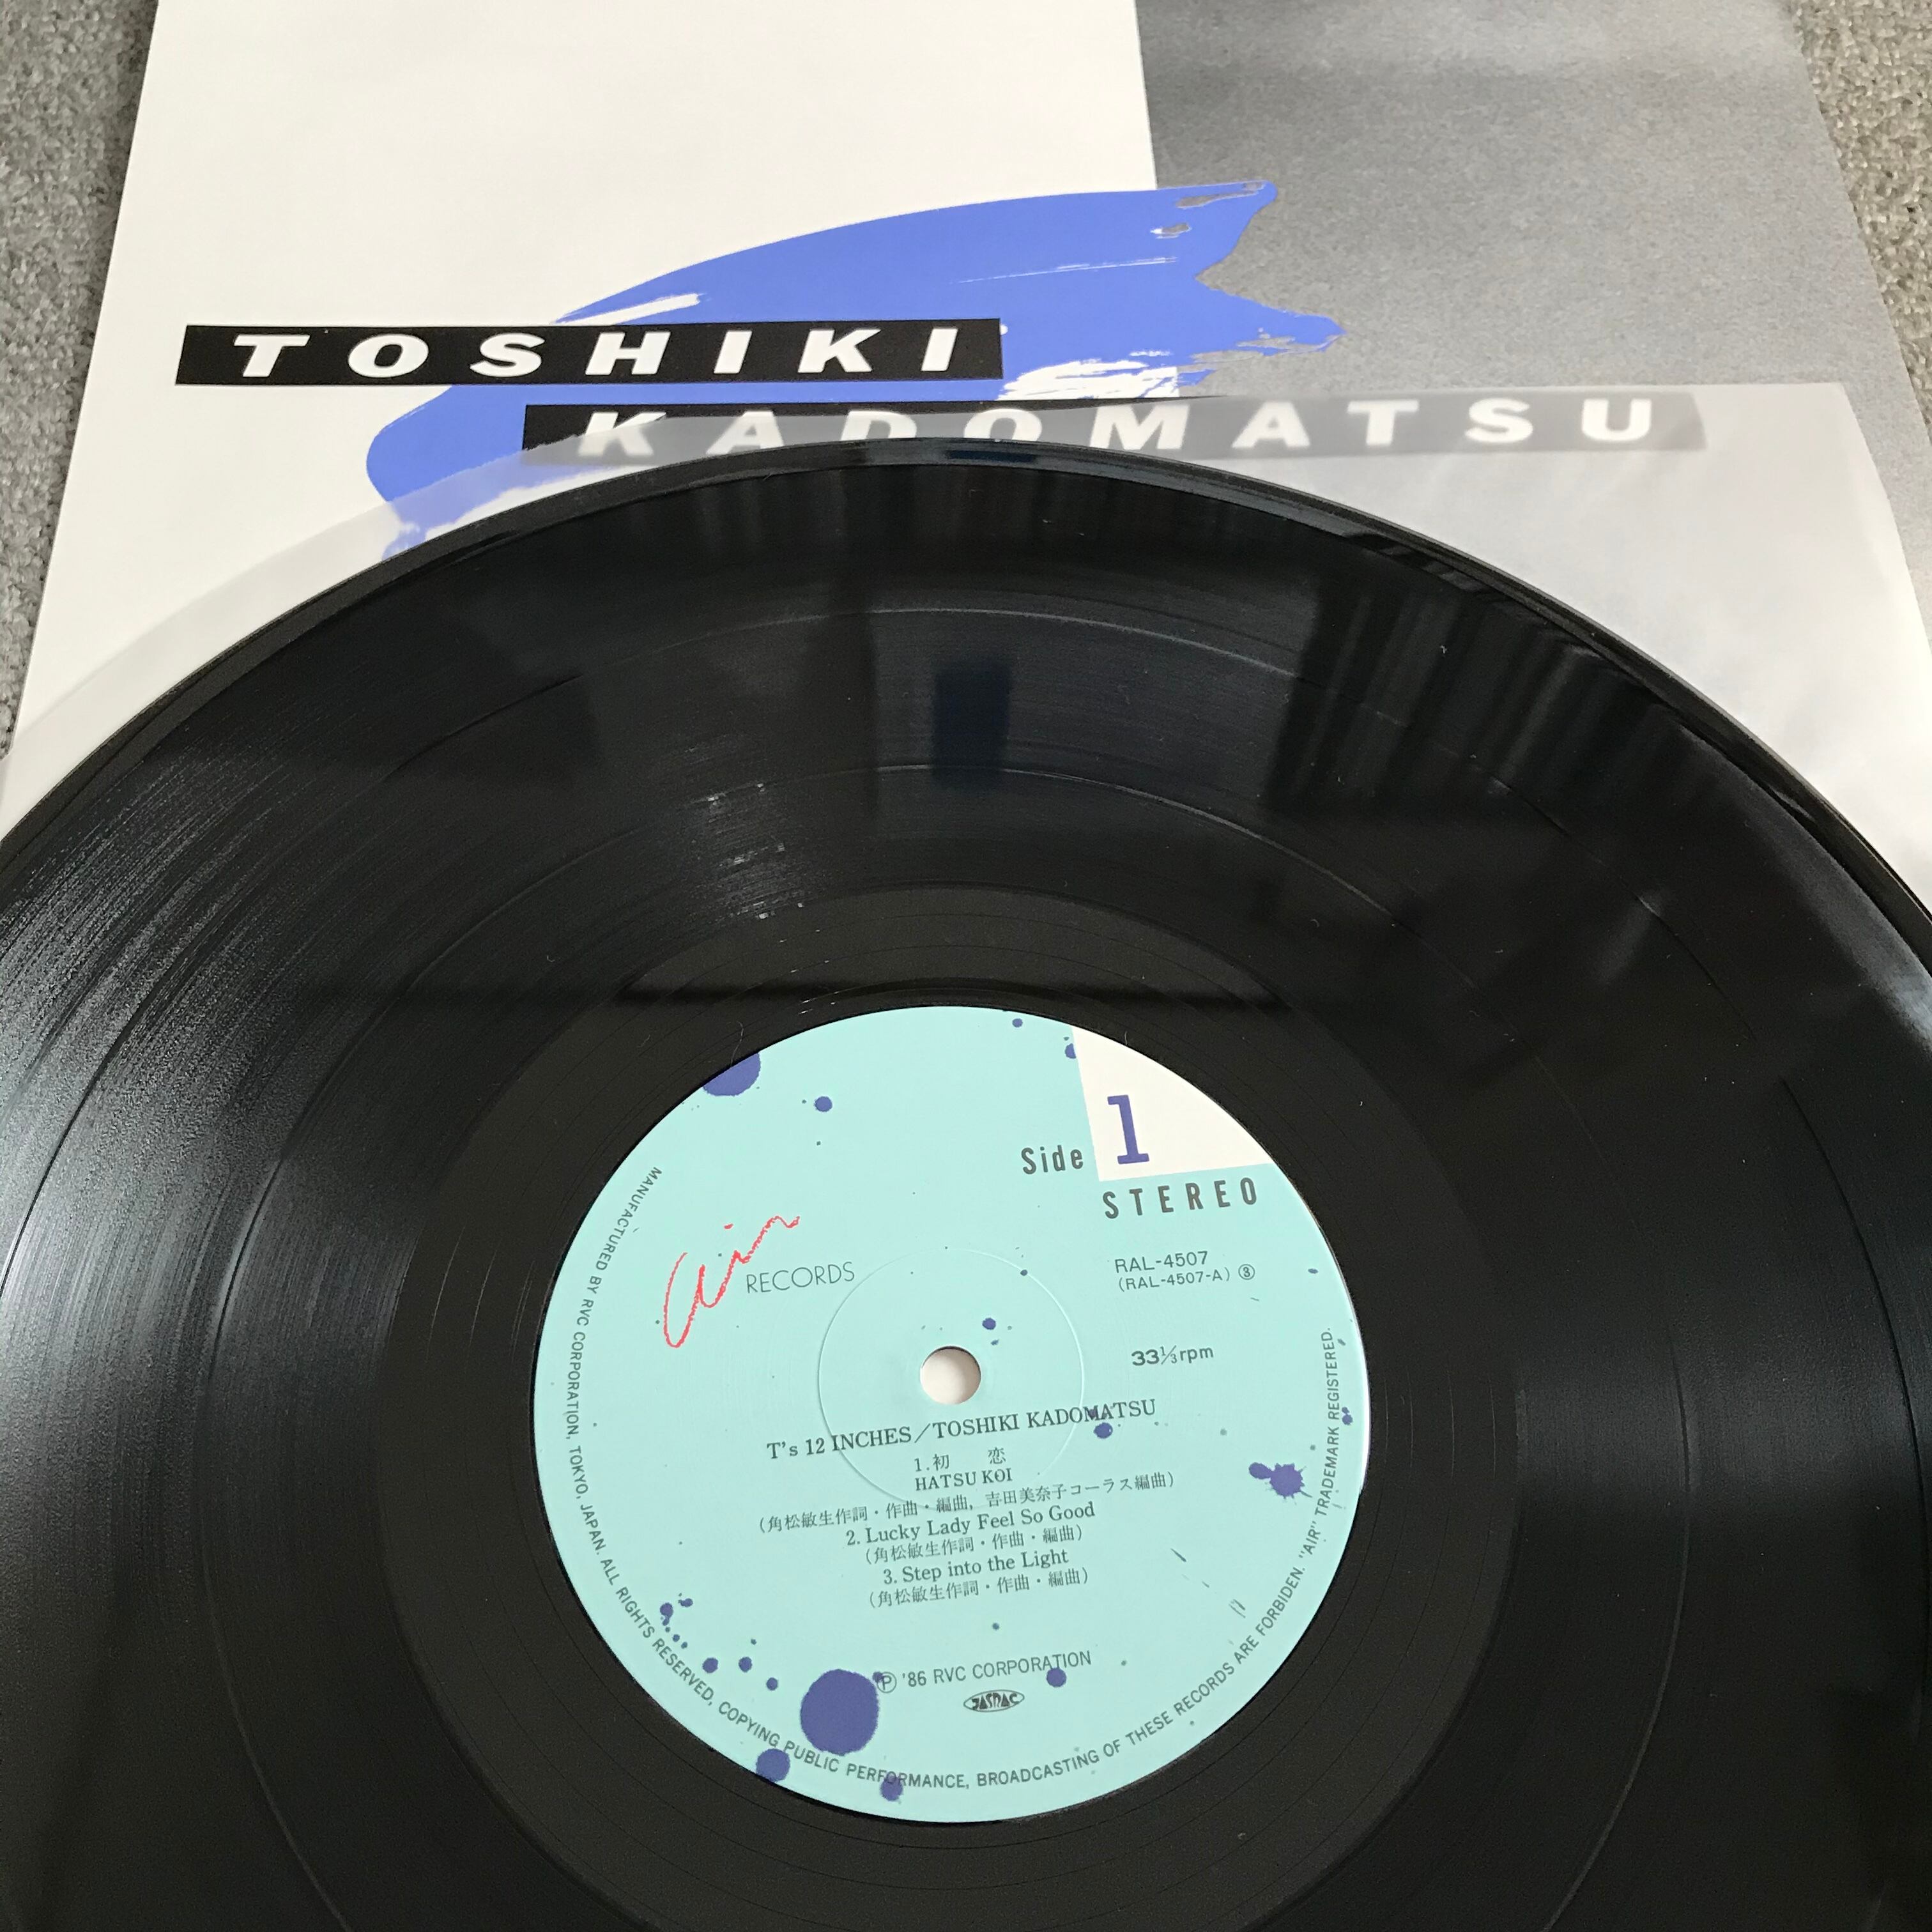 TOSHIKI
KADOMATSU
Side 1
STEREO
Air RECORDS
RAL-4507
(RAL-4507-A) ③
33⅓rpm
T's 12 INCHES／TOSHIKI KADOMATSU
1.初 恋
HATSU KOI
(角松敏生作詞・作曲・編曲, 吉田美奈子コーラス編曲)
2. Lucky Lady Feel So Good
(角松敏生作詞・作曲・編曲)
3. Step into the Light
(角松敏生作詞・作曲・編曲)
Ⓟ '86 RVC CORPORATION
JASRAC
MANUFACTURED BY RVC CORPORATION, TOKYO, JAPAN. ALL RIGHTS RESERVED, COPYING PUBLIC PERFORMANCE, BROADCASTING OF THESE RECORDS ARE FORBIDEN. "AIR" TRADEMARK REGISTERED.